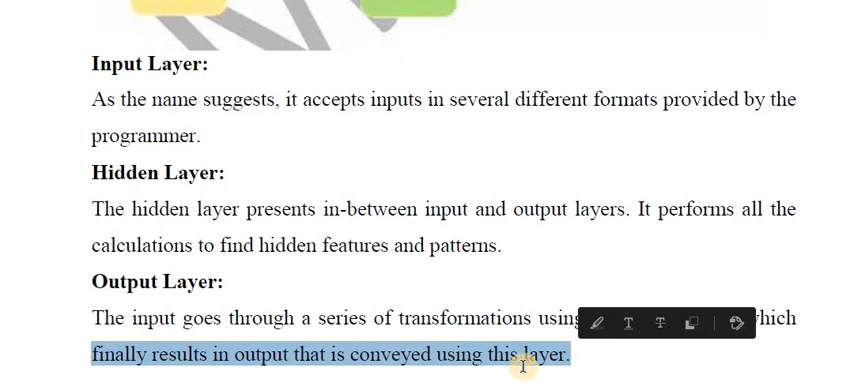 Input Layer:
As the name suggests, it accepts inputs in several different formats provided by the
programmer.
Hidden Layer:
The hidden layer presents in-between input and output layers. It performs all the
calculations to find hidden features and patterns.
Output Layer:
The input goes through a series of transformations using
finally results in output that is conveyed using this layer.